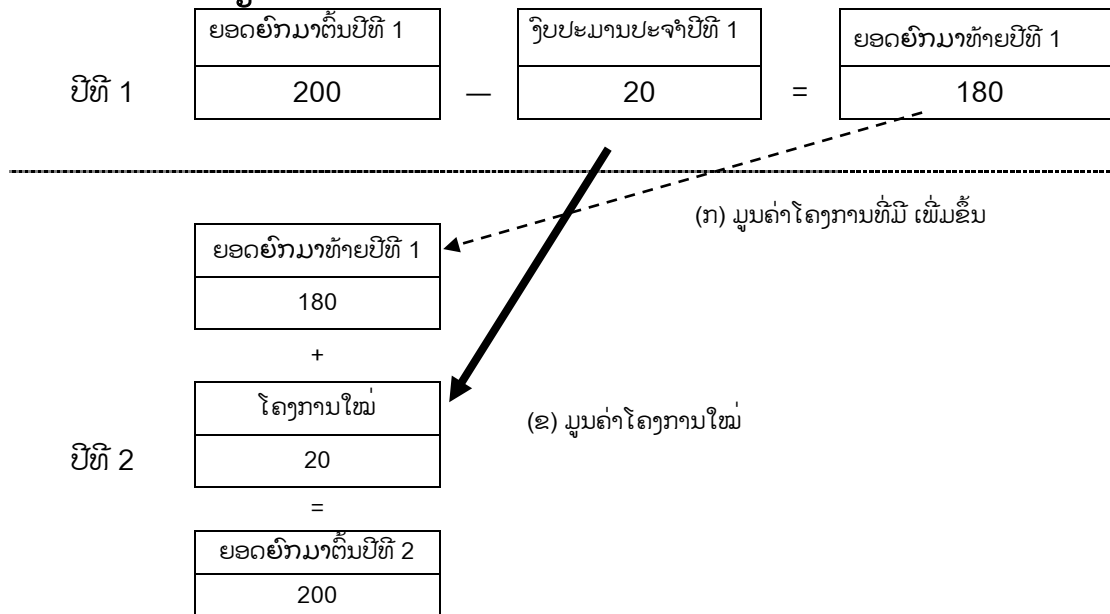 ຍອດຍົກມາຕົ້ນປີທີ 1 ງົບປະມານປະຈຳປີທີ 1 ຍອດຍົກມາທ້າຍປີທີ 1
ປີທີ 1 200 — 20 = 180
(ກ) ມູນຄ່າໂຄງການທີ່ມີ ເພີ່ມຂຶ້ນ
ຍອດຍົກມາທ້າຍປີທີ 1
180
+
ໂຄງການໃໝ່
(ຂ) ມູນຄ່າໂຄງການໃໝ່
ປີທີ 2 20
=
ຍອດຍົກມາຕົ້ນປີທີ 2
200